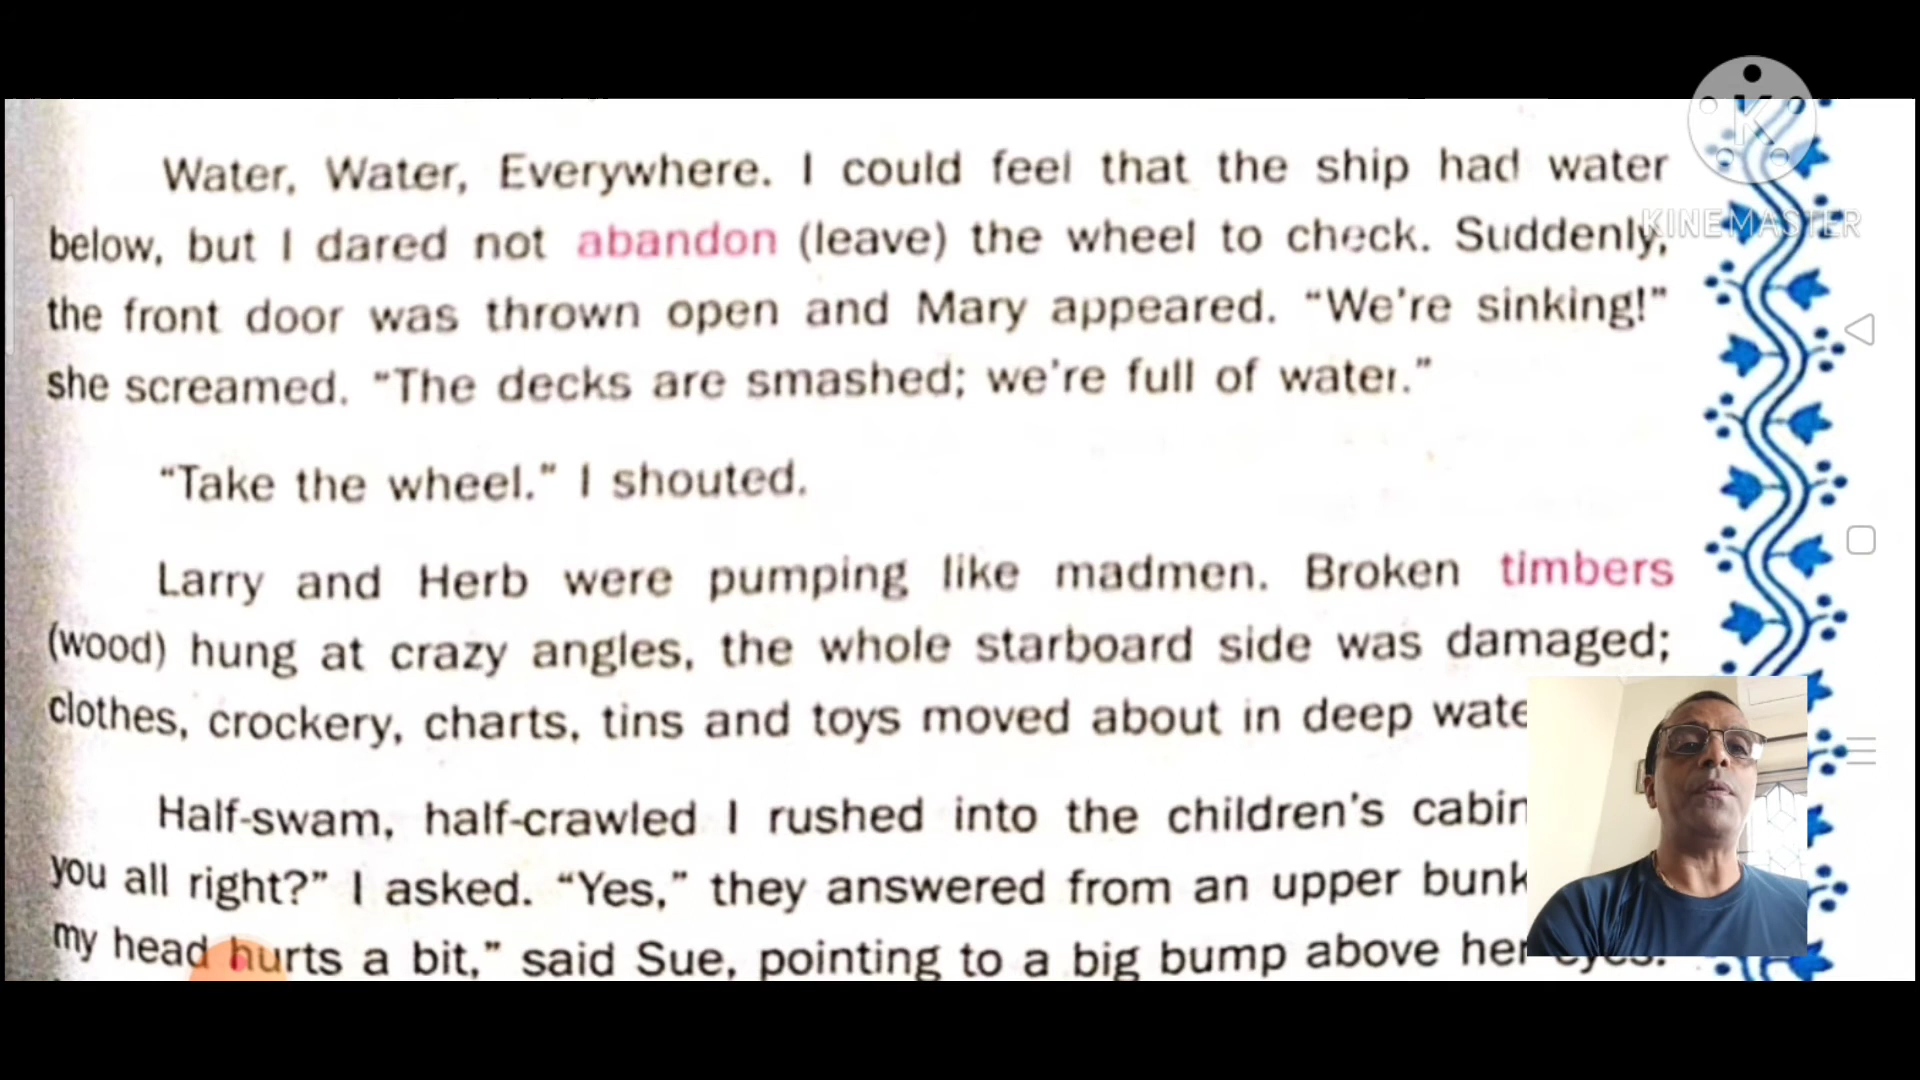 Water, Water, Everywhere. I could feel that the ship had water
below, but I dared not abandon (leave) the wheel to check. Suddenly,
the front door was thrown open and Mary appeared. “We’re sinking!”
she screamed. “The decks are smashed; we’re full of water.”
“Take the wheel.” I shouted.
Larry and Herb were pumping like madmen. Broken timbers
(wood) hung at crazy angles, the whole starboard side was damaged;
clothes, crockery, charts, tins and toys moved about in deep
Half-swam, half-crawled I rushed into the children’s cabin
you all right?” I asked. “Yes,” they answered from an upper bunk
my head hurts a bit,” said Sue, pointing to a big bump above her eyes.
K
KINEMASTER